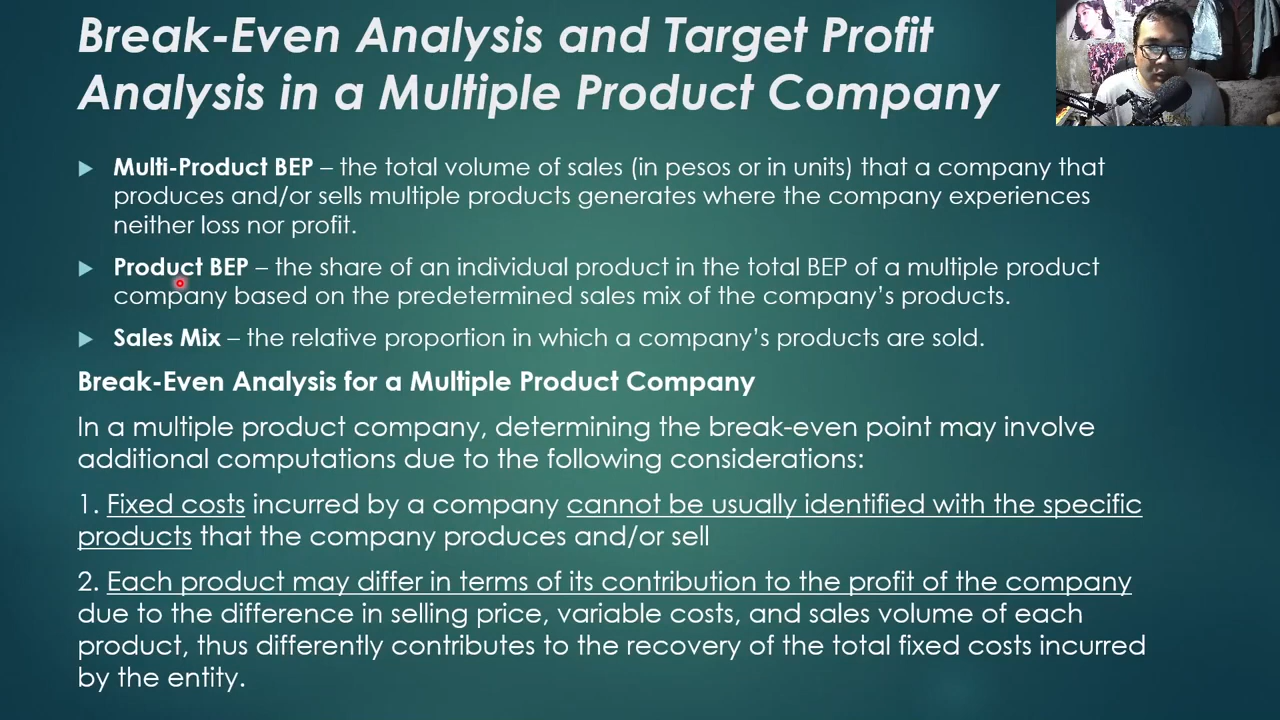 Break-Even Analysis and Target Profit
Analysis in a Multiple Product Company
Multi-Product BEP – the total volume of sales (in pesos or in units) that a company that
produces and/or sells multiple products generates where the company experiences
neither loss nor profit.
Product BEP – the share of an individual product in the total BEP of a multiple product
company based on the predetermined sales mix of the company’s products.
Sales Mix – the relative proportion in which a company’s products are sold.
Break-Even Analysis for a Multiple Product Company
In a multiple product company, determining the break-even point may involve
additional computations due to the following considerations:
1. Fixed costs incurred by a company cannot be usually identified with the specific
products that the company produces and/or sell
2. Each product may differ in terms of its contribution to the profit of the company
due to the difference in selling price, variable costs, and sales volume of each
product, thus differently contributes to the recovery of the total fixed costs incurred
by the entity.